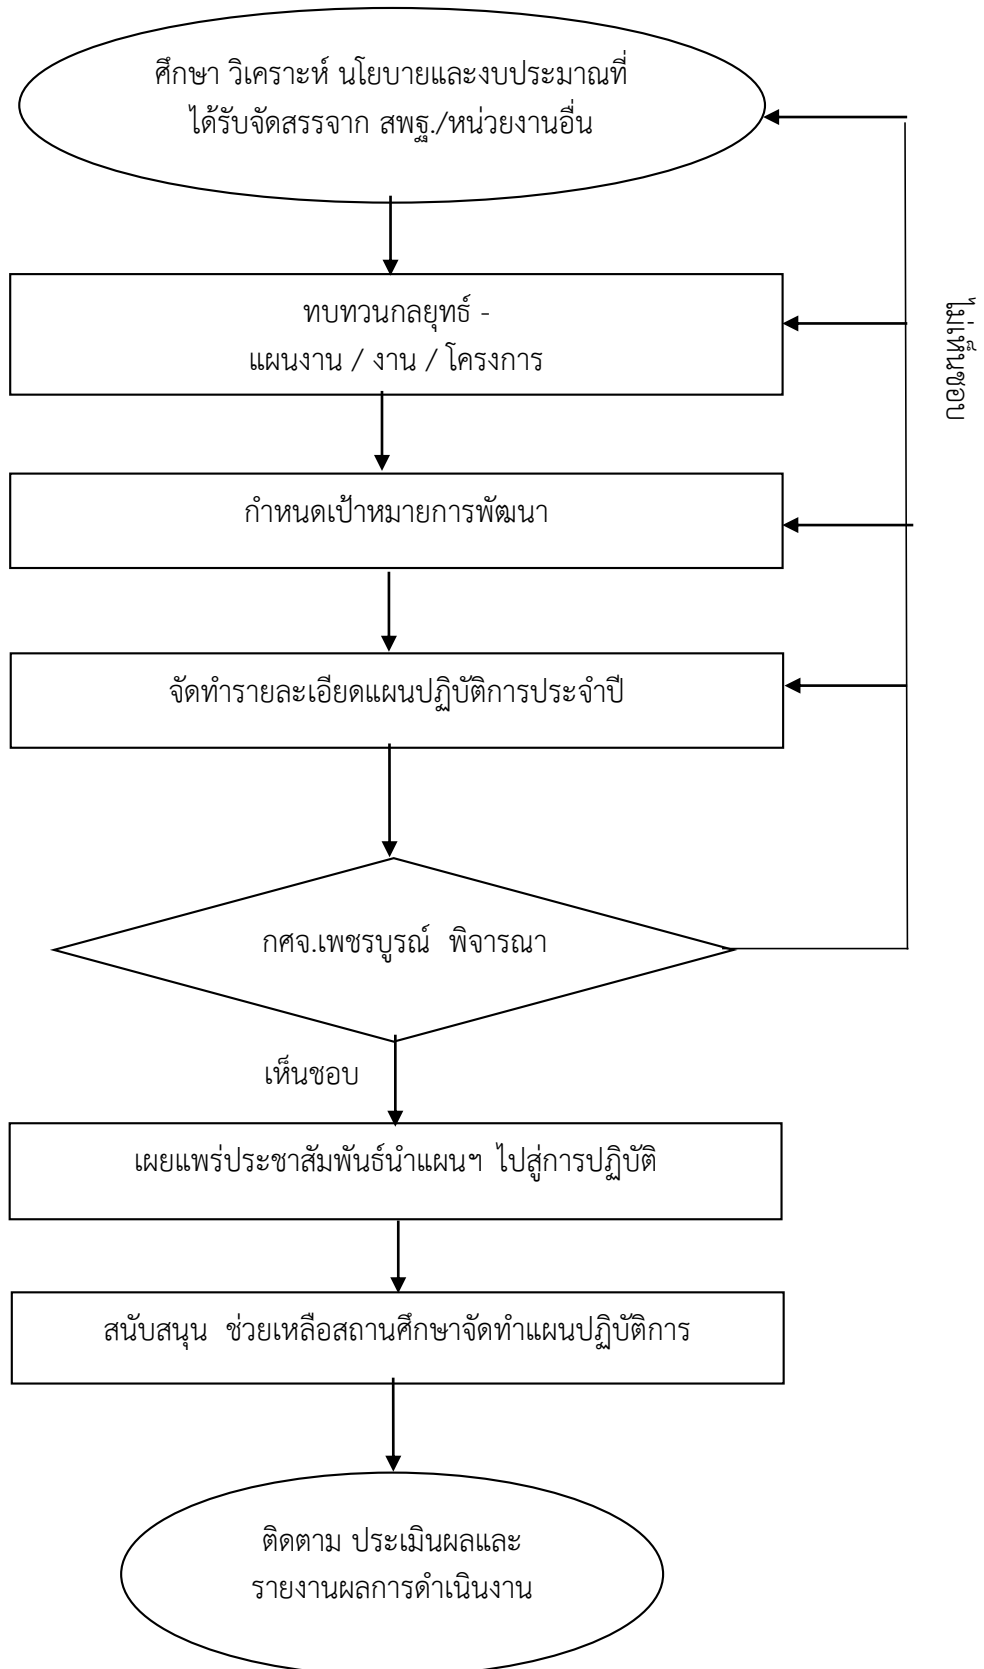 ศึกษา วิเคราะห์ นโยบายและงบประมาณที่
ได้รับจัดสรรจาก สพฐ./หน่วยงานอื่น
ทบทวนกลยุทธ์ -
แผนงาน / งาน / โครงการ
ไม่เห็นชอบ
กำหนดเป้าหมายการพัฒนา
จัดทำรายละเอียดแผนปฏิบัติการประจำปี
กศจ.เพชรบูรณ์ พิจารณา
เห็นชอบ
เผยแพร่ประชาสัมพันธ์นำแผนฯ ไปสู่การปฏิบัติ
สนับสนุน ช่วยเหลือสถานศึกษาจัดทำแผนปฏิบัติการ
ติดตาม ประเมินผลและ
รายงานผลการดำเนินงาน